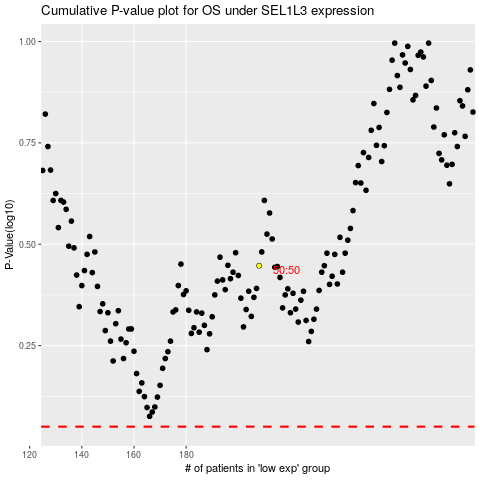 Cumulative P-value plot for OS under SEL1L3 expression
P-Value(log10)
1.00
0.75
0.50
0.25
50:50
120 140 160 180
# of patients in 'low exp' group